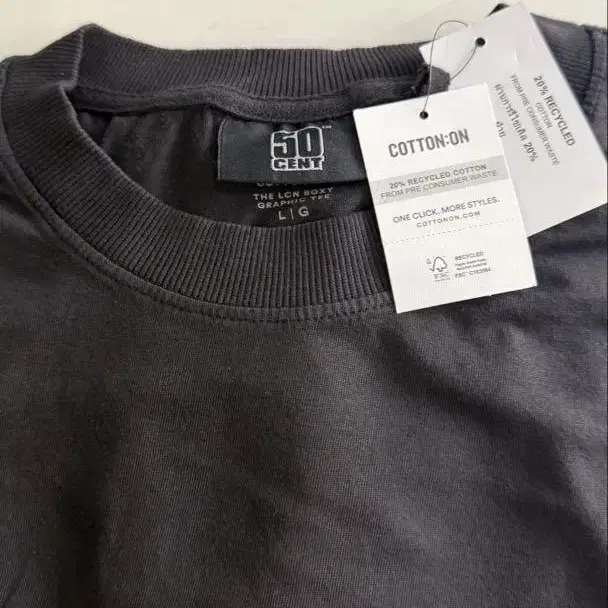 50
CENT
THE LCN BOXY
GRAPHIC TEE
L|G
COTTON:ON
20% RECYCLED COTTON
FROM PRE CONSUMER WASTE
ONE CLICK. MORE STYLES.
COTTONON.COM
FSC
RECYCLED
20% RECYCLED
COTTON
FROM PRE CONSUMER WASTE